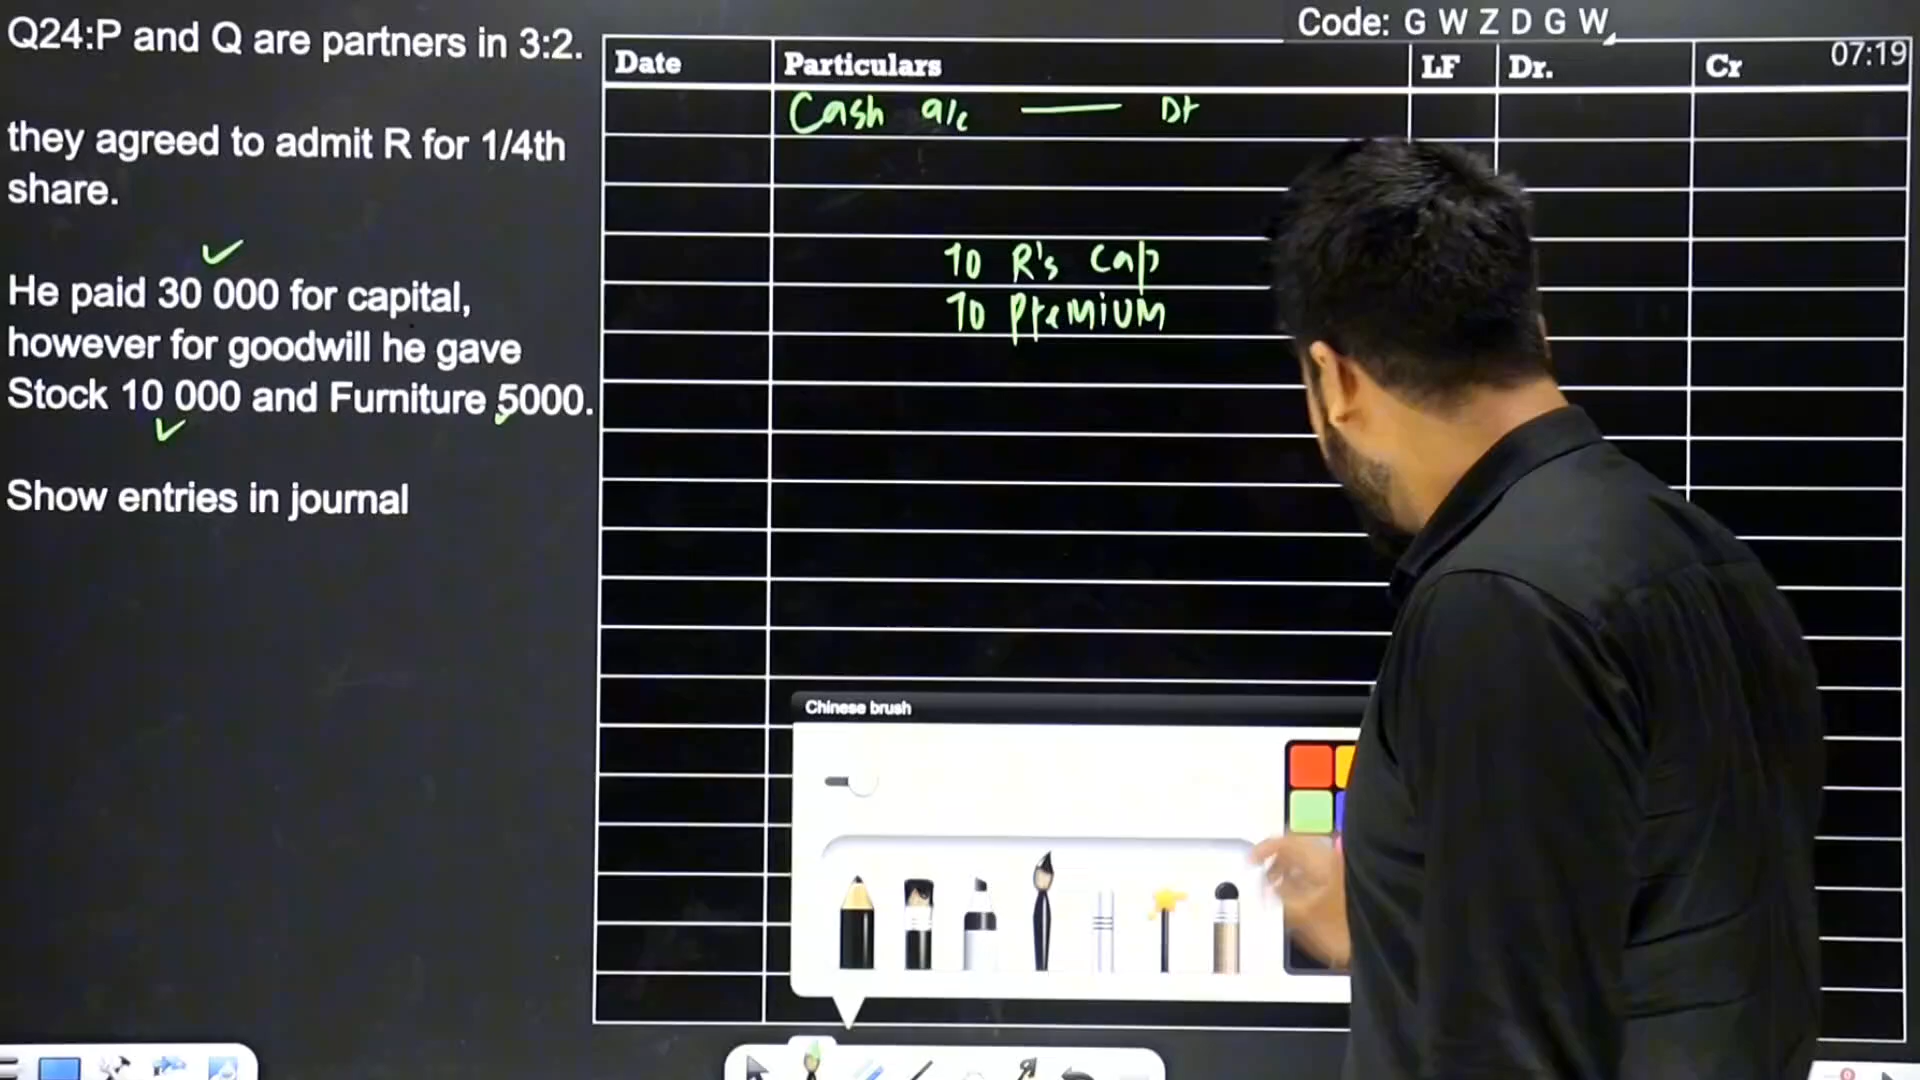 Code: G W Z D G W
07:19
Q24:P and Q are partners in 3:2.
they agreed to admit R for 1/4th
share.
He paid 30 000 for capital,
however for goodwill he gave
Stock 10 000 and Furniture 5000.
Show entries in journal
Date Particulars LF Dr. Cr
Cash a/c —— Dr
To R's Cap
To Premium
Chinese brush